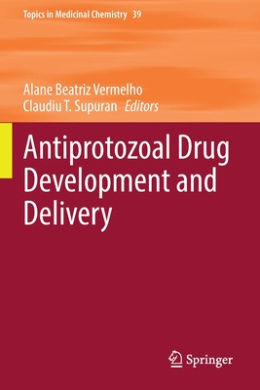 Topics in Medicinal Chemistry 39
Alane Beatriz Vermelho
Claudiu T. Supuran Editors
Antiprotozoal Drug
Development and
Delivery
Springer